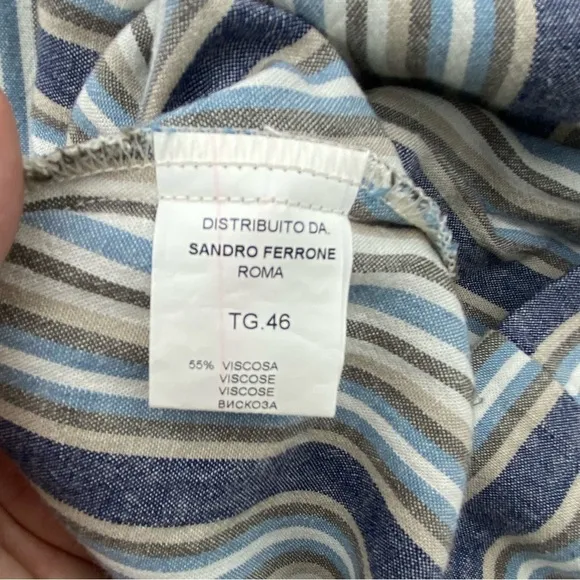 DISTRIBUITO DA.
SANDRO FERRONE
ROMA
TG.46
55% VISCOSA
VISCOSE
VISCOSE
ВИСКОЗА